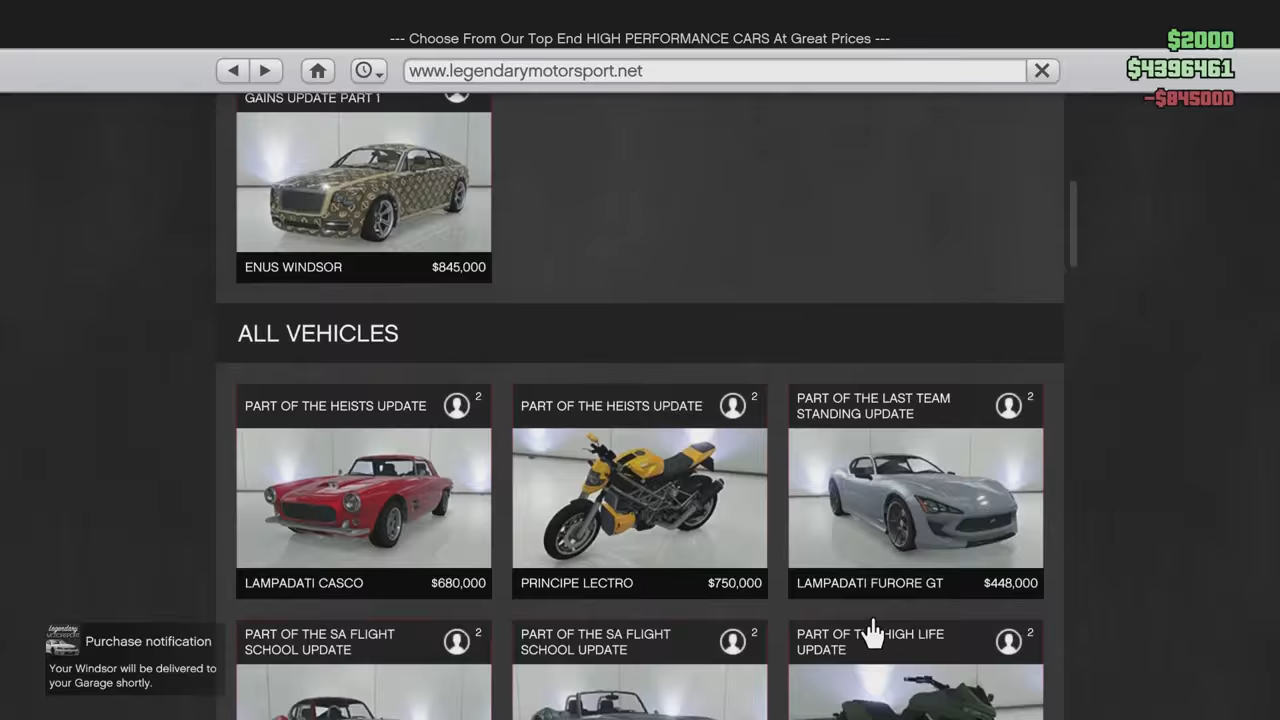 --- Choose From Our Top End HIGH PERFORMANCE CARS At Great Prices ---
$2000
www.legendarymotorsport.net
$4396461
-$845000
GAINS UPDATE PART 1
ENUS WINDSOR $845,000
ALL VEHICLES
PART OF THE HEISTS UPDATE 2
PART OF THE HEISTS UPDATE 2
PART OF THE LAST TEAM
STANDING UPDATE 2
LAMPADATI CASCO $680,000
PRINCIPE LECTRO $750,000
LAMPADATI FURORE GT $448,000
PART OF THE SA FLIGHT
SCHOOL UPDATE 2
PART OF THE SA FLIGHT
SCHOOL UPDATE 2
PART OF HIGH LIFE
UPDATE 2
Legendary
MOTORSPORT
Purchase notification
Your Windsor will be delivered to
your Garage shortly.